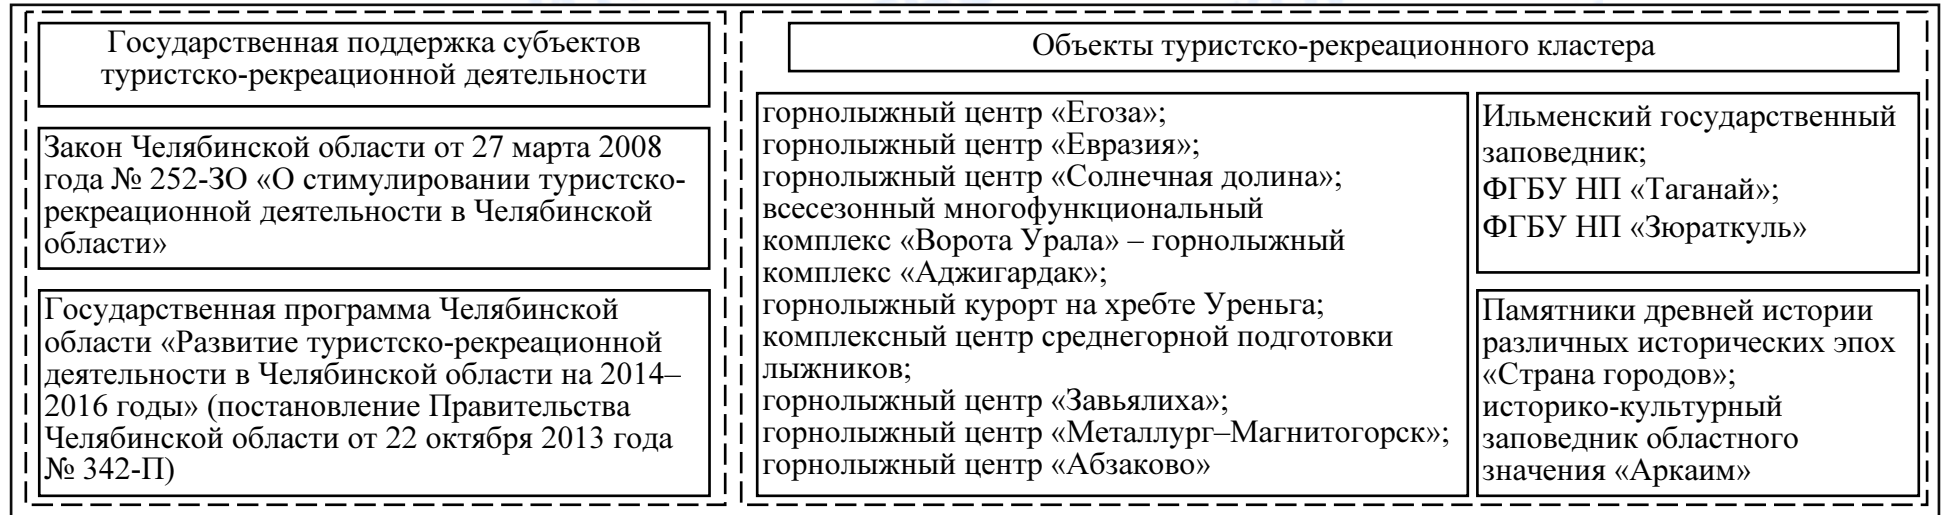 Государственная поддержка субъектов
туристско-рекреационной деятельности
Закон Челябинской области от 27 марта 2008
года № 252-ЗО «О стимулировании туристско-
рекреационной деятельности в Челябинской
области»
Государственная программа Челябинской
области «Развитие туристско-рекреационной
деятельности в Челябинской области на 2014–
2016 годы» (постановление Правительства
Челябинской области от 22 октября 2013 года
№ 342-П)
Объекты туристско-рекреационного кластера
горнолыжный центр «Егоза»;
горнолыжный центр «Евразия»;
горнолыжный центр «Солнечная долина»;
всесезонный многофункциональный
комплекс «Ворота Урала» – горнолыжный
комплекс «Аджигардак»;
горнолыжный курорт на хребте Уреньга;
комплексный центр среднегорной подготовки
лыжников;
горнолыжный центр «Завьялиха»;
горнолыжный центр «Металлург–Магнитогорск»;
горнолыжный центр «Абзаково»
Ильменский государственный
заповедник;
ФГБУ НП «Таганай»;
ФГБУ НП «Зюраткуль»
Памятники древней истории
различных исторических эпох
«Страна городов»;
историко-культурный
заповедник областного
значения «Аркаим»